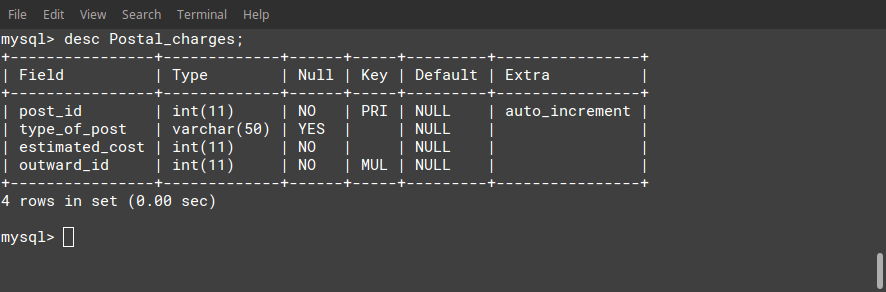 File Edit View Search Terminal Help
mysql> desc Postal_charges;
+----------------+-------------+------+-----+---------+----------------+
| Field          | Type        | Null | Key | Default | Extra          |
+----------------+-------------+------+-----+---------+----------------+
| post_id        | int(11)     | NO   | PRI | NULL    | auto_increment |
| type_of_post   | varchar(50) | YES  |     | NULL    |                |
| estimated_cost | int(11)     | NO   |     | NULL    |                |
| outward_id     | int(11)     | NO   | MUL | NULL    |                |
+----------------+-------------+------+-----+---------+----------------+
4 rows in set (0.00 sec)
mysql>